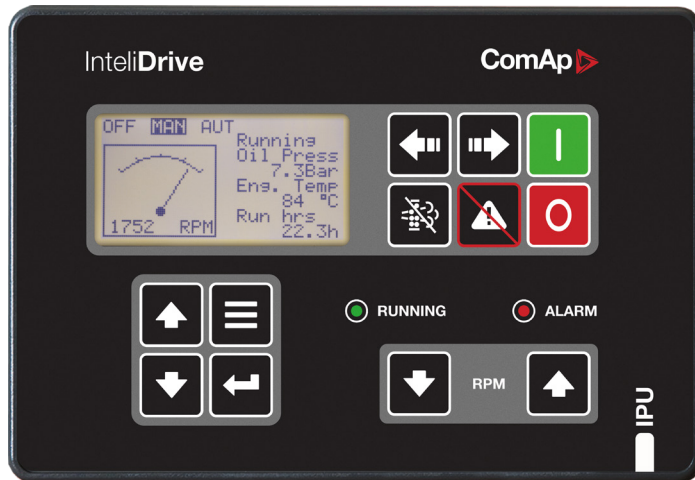 InteliDrive
ComAp
OFF MAN AUT
Running
Oil Press
7.3Bar
Eng. Temp
84 °C
Run hrs
22.3h
1752 RPM
RUNNING
ALARM
RPM
IPU